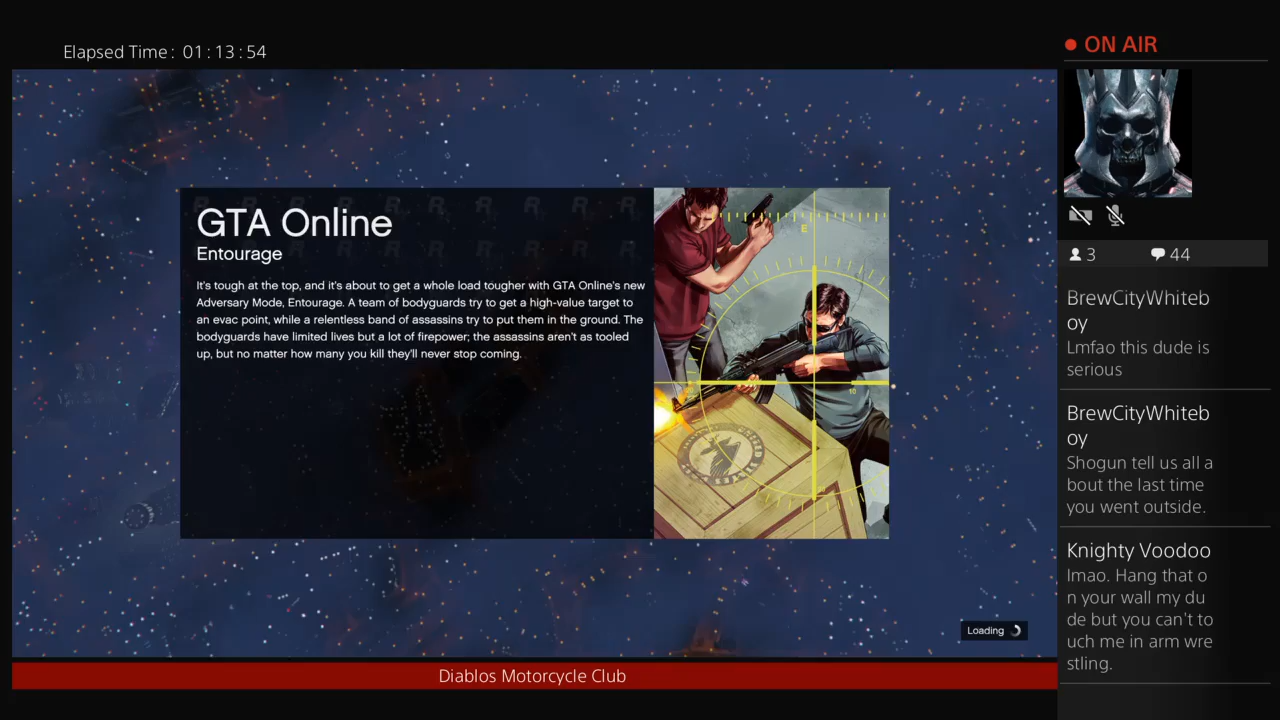 Elapsed Time: 01:13:54
ON AIR
GTA Online
Entourage
It's tough at the top, and it's about to get a whole load tougher with GTA Online's new
Adversary Mode, Entourage. A team of bodyguards try to get a high-value target to
an evac point, while a relentless band of assassins try to put them in the ground. The
bodyguards have limited lives but a lot of firepower; the assassins aren't as tooled
up, but no matter how many you kill they'll never stop coming.
E
10
Loading
Diablos Motorcycle Club
3
44
BrewCityWhiteb
oy
Lmfao this dude is
serious
BrewCityWhiteb
oy
Shogun tell us all a
bout the last time
you went outside.
Knighty Voodoo
lmao. Hang that o
n your wall my du
de but you can't to
uch me in arm wre
stling.